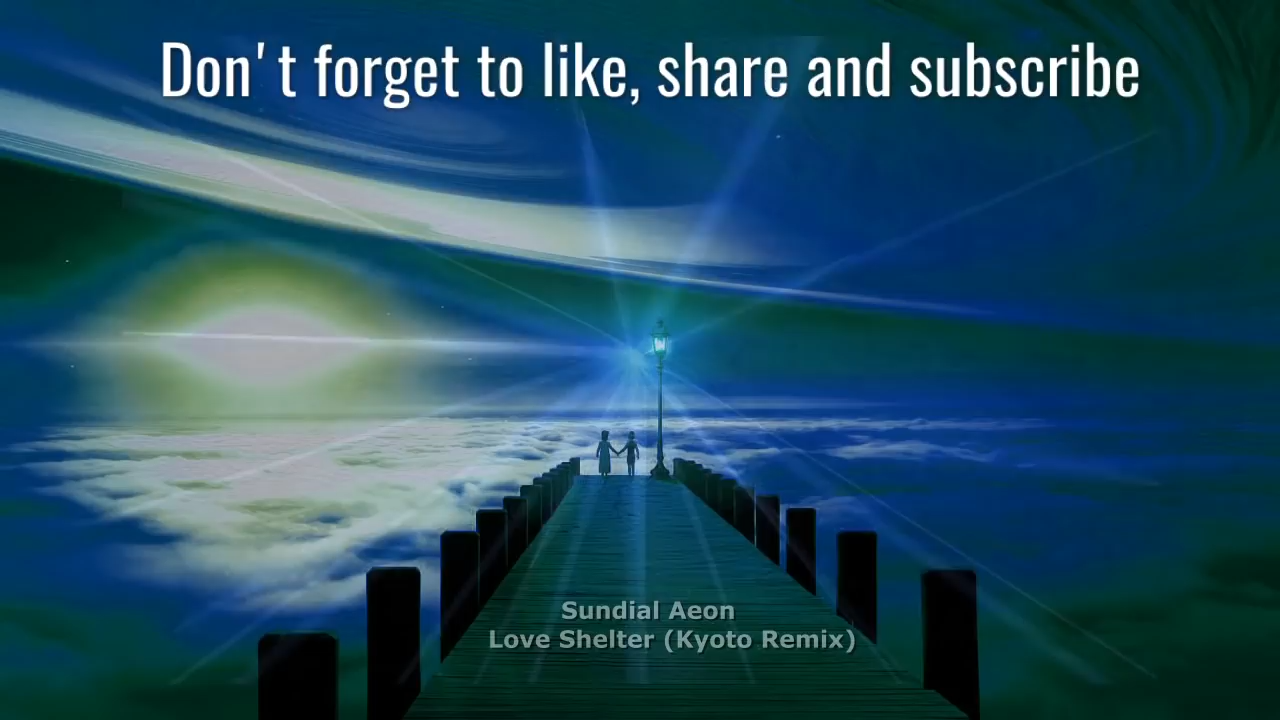 Don't forget to like, share and subscribe
Sundial Aeon
Love Shelter (Kyoto Remix)